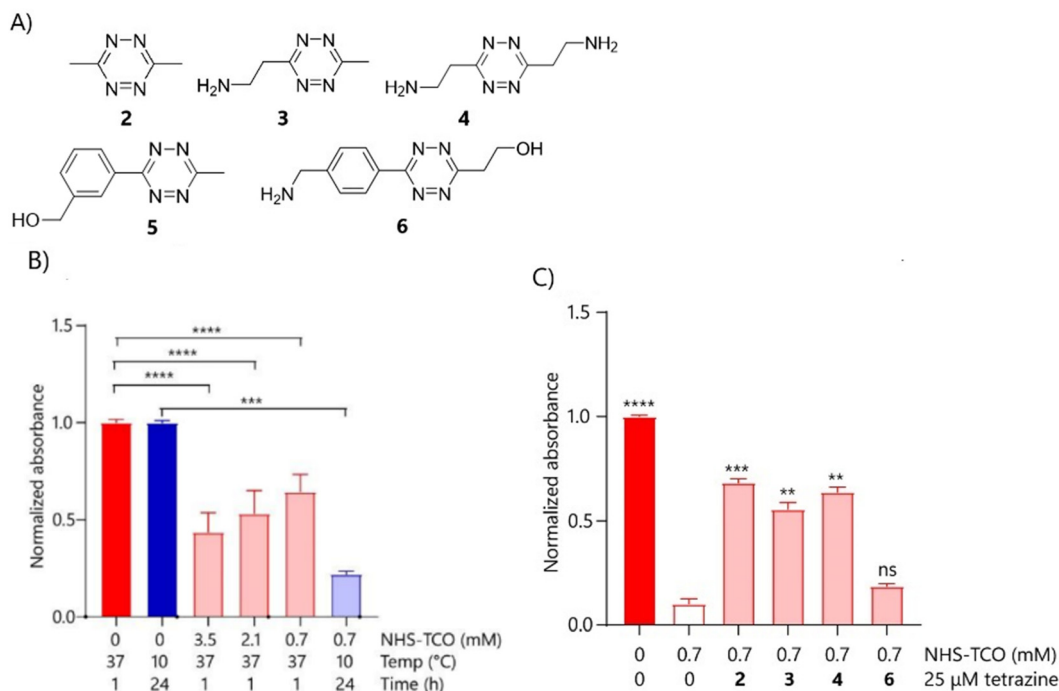 A)
N N
N=N
2
H₂N
N N
N=N
3
H₂N
N N
N=N
NH₂
4
HO
N N
N=N
5
H₂N
N N
N=N
OH
6
B)
Normalized absorbance
1.5
1.0
0.5
0.0
****
****
****
***
0 0 3.5 2.1 0.7 0.7 NHS-TCO (mM)
37 10 37 37 37 10 Temp (°C)
1 24 1 1 1 24 Time (h)
C)
Normalized absorbance
1.5
1.0
0.5
0.0
****
***
**
**
ns
0 0.7 0.7 0.7 0.7 0.7 NHS-TCO (mM)
0 0 2 3 4 6 25 μM tetrazine